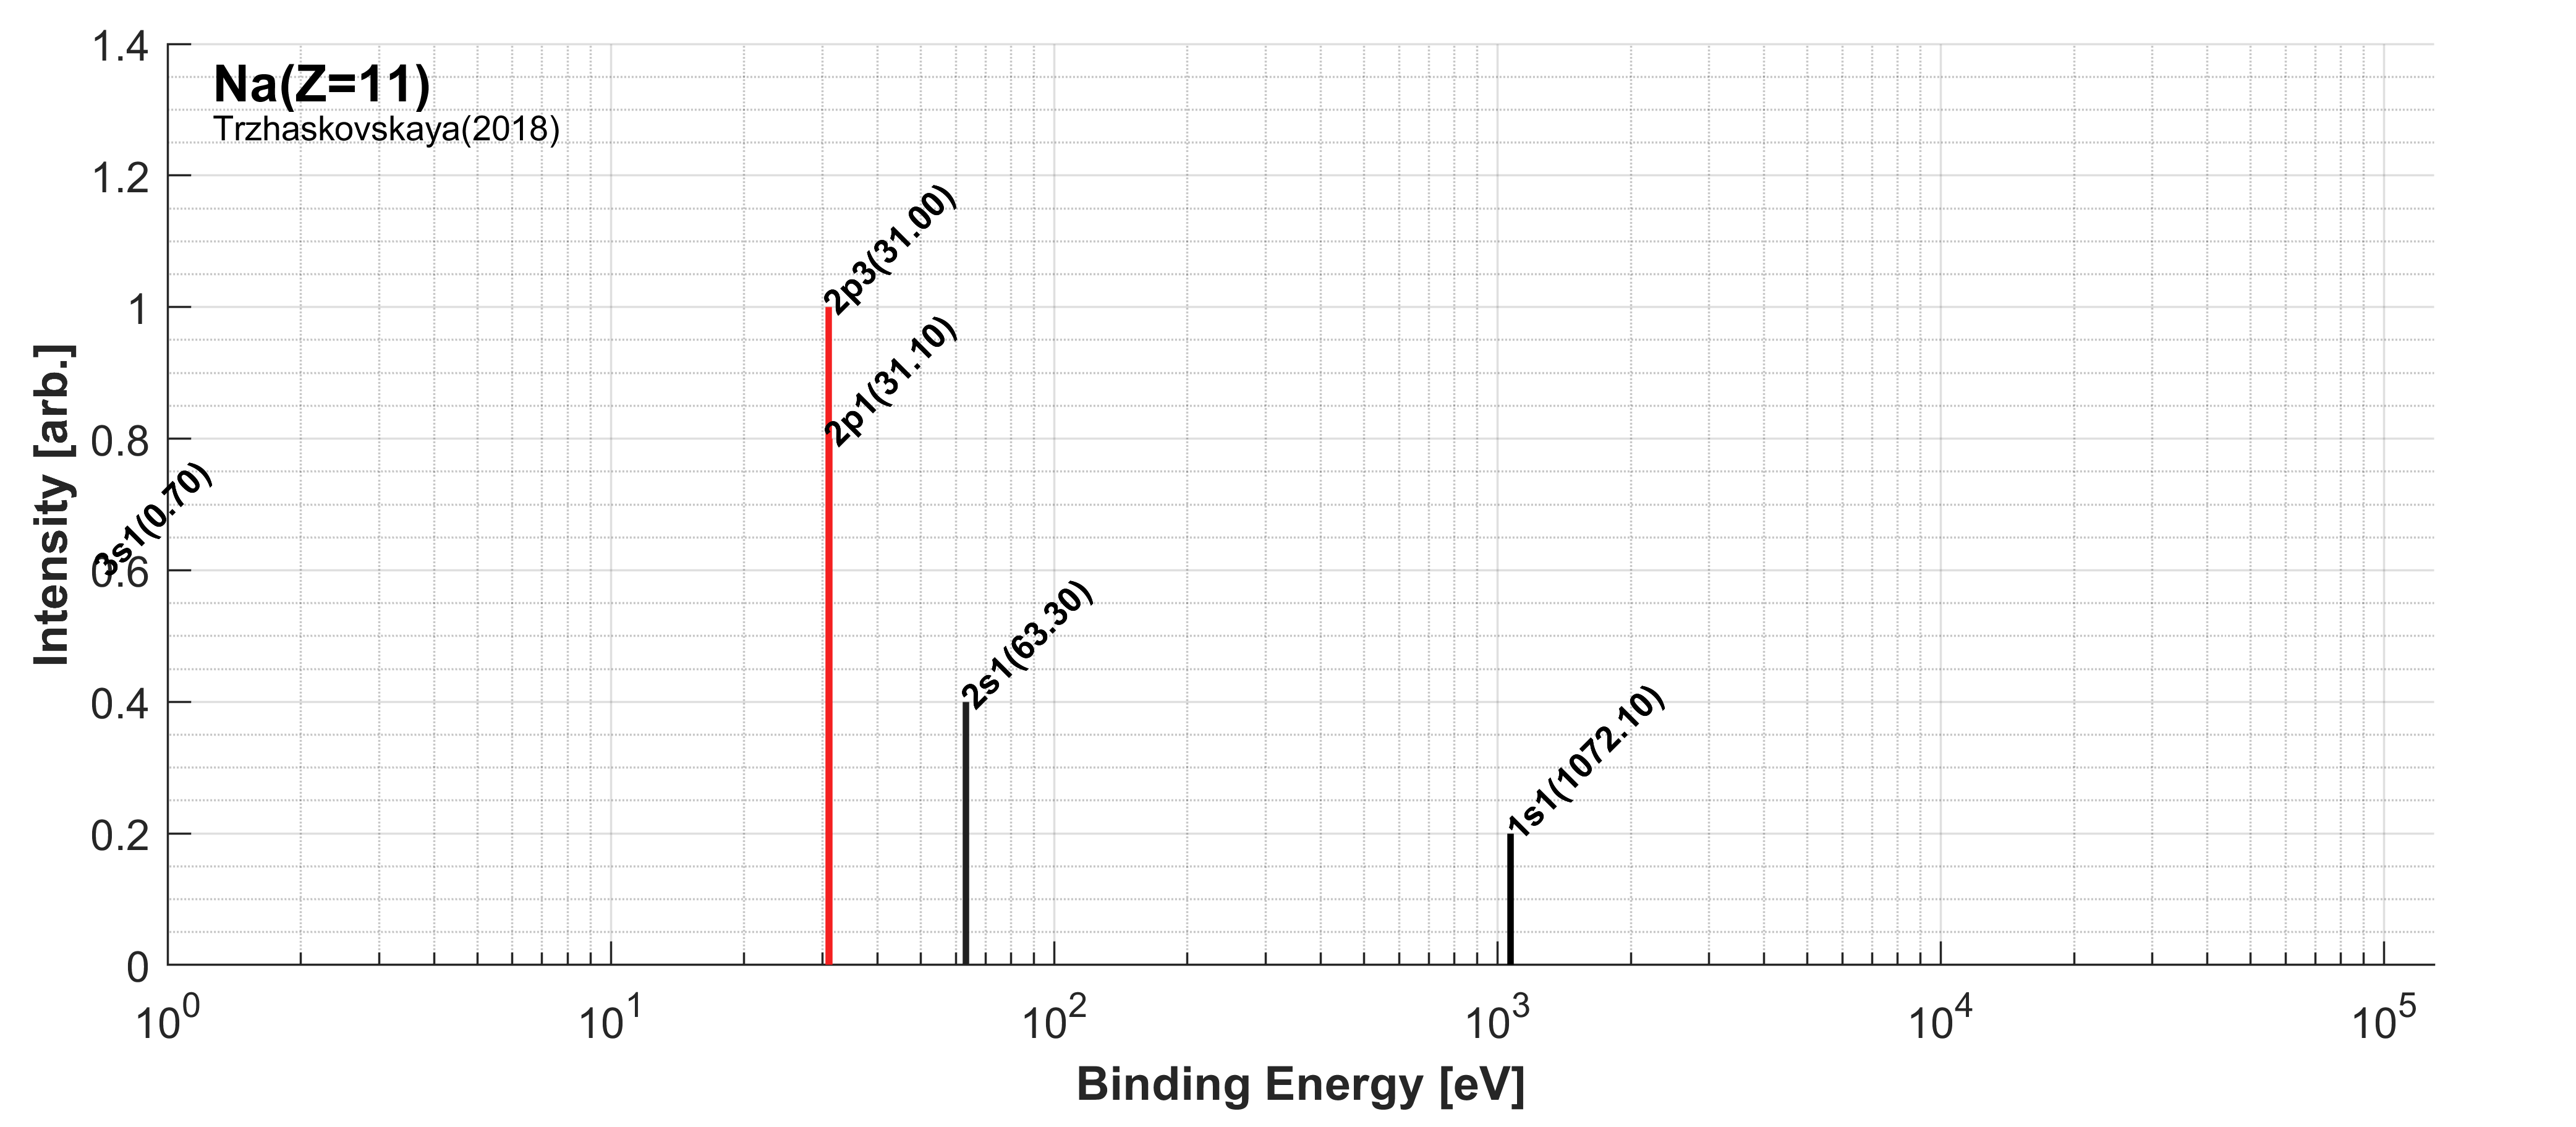 Na(Z=11)
Trzhaskovskaya(2018)
Intensity [arb.]
1.4
1.2
1
0.8
0.6
0.4
0.2
0
3s1(0.70)
2p3(31.00)
2p1(31.10)
2s1(63.30)
1s1(1072.10)
10^0
10^1
10^2
10^3
10^4
10^5
Binding Energy [eV]